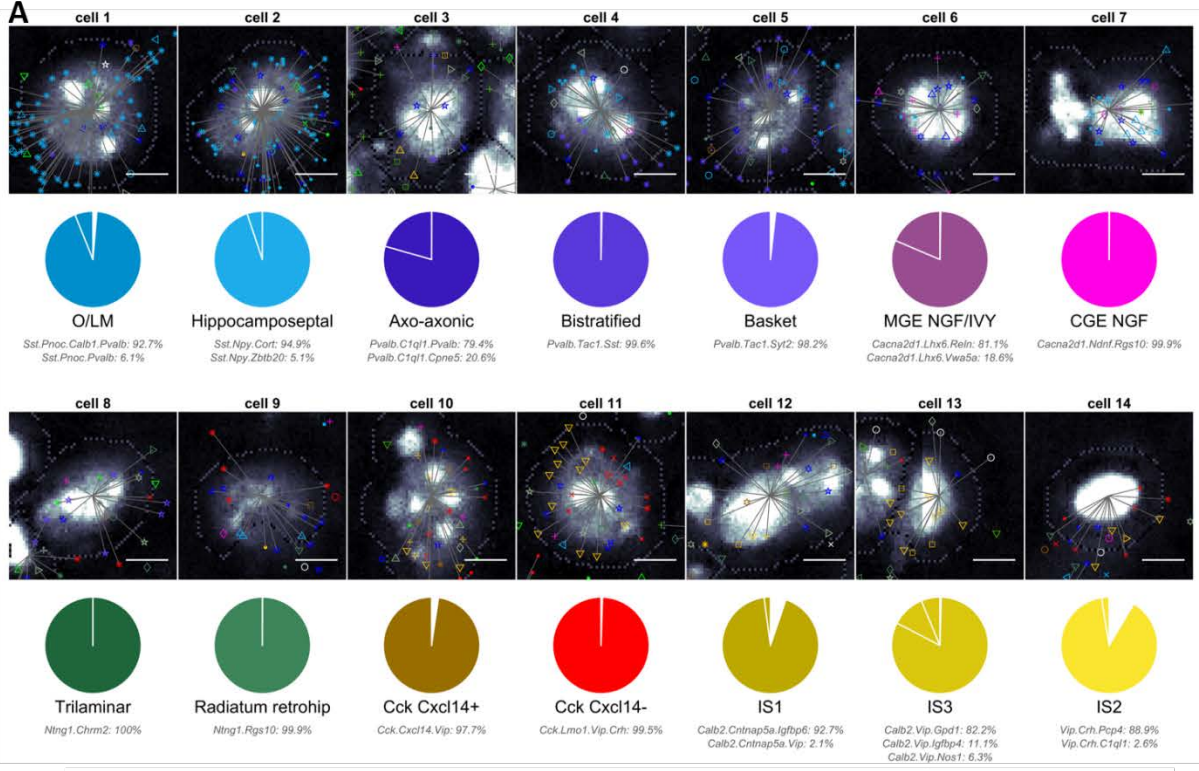 A
cell 1 cell 2 cell 3 cell 4 cell 5 cell 6 cell 7
O/LM Hippocamposeptal Axo-axonic Bistratified Basket MGE NGF/IVY CGE NGF
Sst.Pnoc.Calb1.Pvalb: 92.7% Sst.Npy.Cort: 94.9% Pvalb.C1ql1.Pvalb: 79.4% Pvalb.Tac1.Sst: 99.6% Pvalb.Tac1.Syt2: 98.2% Cacna2d1.Lhx6.Reln: 81.1% Cacna2d1.Ndnf.Rgs10: 99.9%
Sst.Pnoc.Pvalb: 6.1% Sst.Npy.Zbtb20: 5.1% Pvalb.C1ql1.Cpne5: 20.6% Cacna2d1.Lhx6.Vwa5a: 18.6%
cell 8 cell 9 cell 10 cell 11 cell 12 cell 13 cell 14
Trilaminar Radiatum retrohip Cck Cxcl14+ Cck Cxcl14- IS1 IS3 IS2
Ntng1.Chrm2: 100% Ntng1.Rgs10: 99.9% Cck.Cxcl14.Vip: 97.7% Cck.Lmo1.Vip.Crh: 99.5% Calb2.Cntnap5a.Igfbp6: 92.7% Calb2.Vip.Gpd1: 82.2% Vip.Crh.Pcp4: 88.9%
Calb2.Cntnap5a.Vip: 2.1% Calb2.Vip.Igfbp4: 11.1% Vip.Crh.C1ql1: 2.6%
Calb2.Vip.Nos1: 6.3%